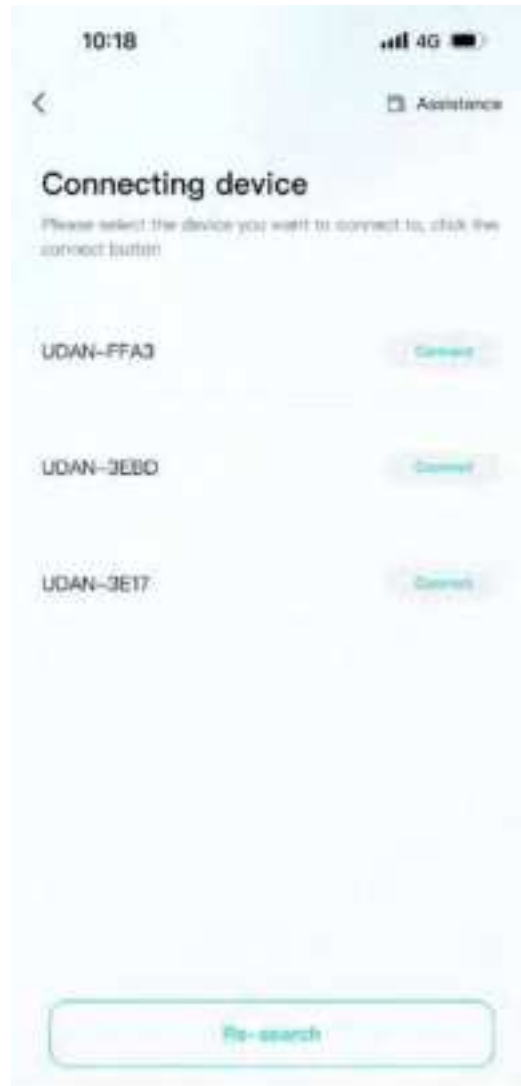 10:18
4G
Assistance
Connecting device
Please select the device you want to connect to, click the
connect button
UDAN-FFA3
Connect
UDAN-3EBD
Connect
UDAN-3E17
Connect
Re-search